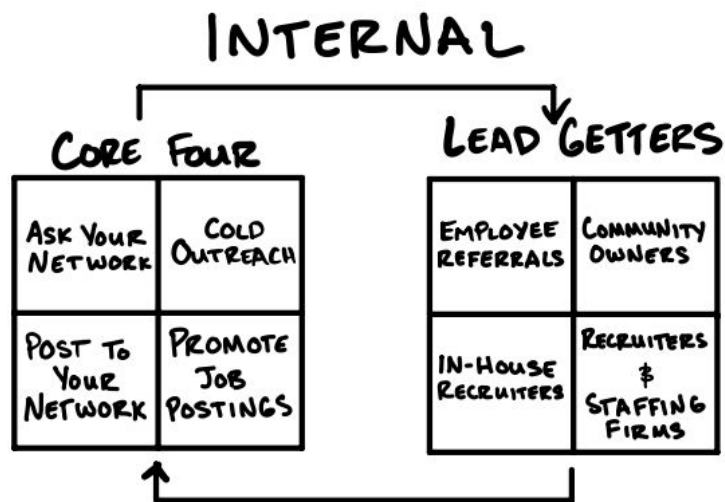 INTERNAL
CORE FOUR
ASK YOUR
NETWORK
COLD
OUTREACH
POST TO
YOUR
NETWORK
PROMOTE
JOB
POSTINGS
LEAD GETTERS
EMPLOYEE
REFERRALS
COMMUNITY
OWNERS
IN-HOUSE
RECRUITERS
RECRUITERS
&
STAFFING
FIRMS